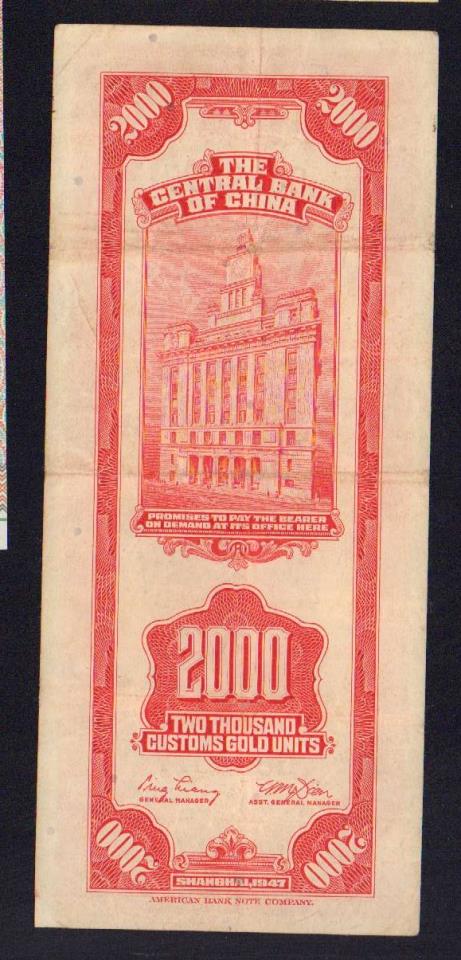 2000
2000
THE
CENTRAL BANK
OF CHINA
PROMISES TO PAY THE BEARER
ON DEMAND AT ITS OFFICE HERE
2000
TWO THOUSAND
CUSTOMS GOLD UNITS
GENERAL MANAGER
ASST. GENERAL MANAGER
2000
2000
SHANGHAI, 1947
AMERICAN BANK NOTE COMPANY.